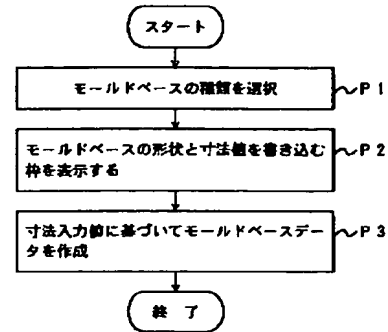 スタート
モールドベースの種類を選択
P1
モールドベースの形状と寸法値を書き込む
枠を表示する
P2
寸法入力値に基づいてモールドベースデー
タを作成
P3
終 了